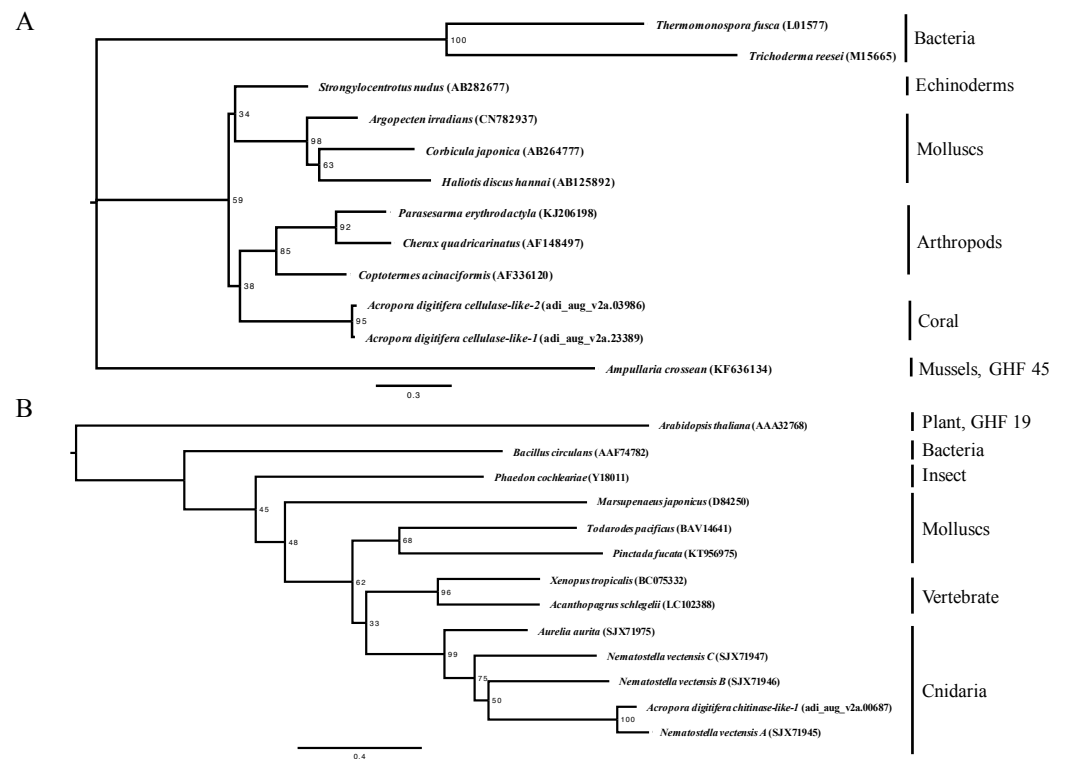 A
Thermomonospora fusca (L01577)
100
Bacteria
Trichoderma reesei (M15665)
Strongylocentrotus nudus (AB282677)
Echinoderms
34
Argopecten irradians (CN782937)
98
Corbicula japonica (AB264777)
Molluscs
63
Haliotis discus hannai (AB125892)
59
Parasesarma erythrodactyla (KJ206198)
92
Cherax quadricarinatus (AF148497)
Arthropods
85
Coptotermes acinaciformis (AF336120)
38
Acropora digitifera cellulase-like-2 (adi_aug_v2a.03986)
95
Coral
Acropora digitifera cellulase-like-1 (adi_aug_v2a.23389)
Ampullaria crossean (KF636134)
Mussels, GHF 45
0.3
B
Arabidopsis thaliana (AAA32768)
Plant, GHF 19
Bacillus circulans (AAF74782)
Bacteria
Phaedon cochleariae (Y18011)
Insect
45
Marsupenaeus japonicus (D84250)
48
Todarodes pacificus (BAV14641)
Molluscs
68
Pinctada fucata (KT956975)
62
Xenopus tropicalis (BC075332)
96
Vertebrate
Acanthopagrus schlegelii (LC102388)
33
Aurelia aurita (SJX71975)
99
Nematostella vectensis C (SJX71947)
75
Nematostella vectensis B (SJX71946)
Cnidaria
50
Acropora digitifera chitinase-like-1 (adi_aug_v2a.00687)
100
Nematostella vectensis A (SJX71945)
0.4